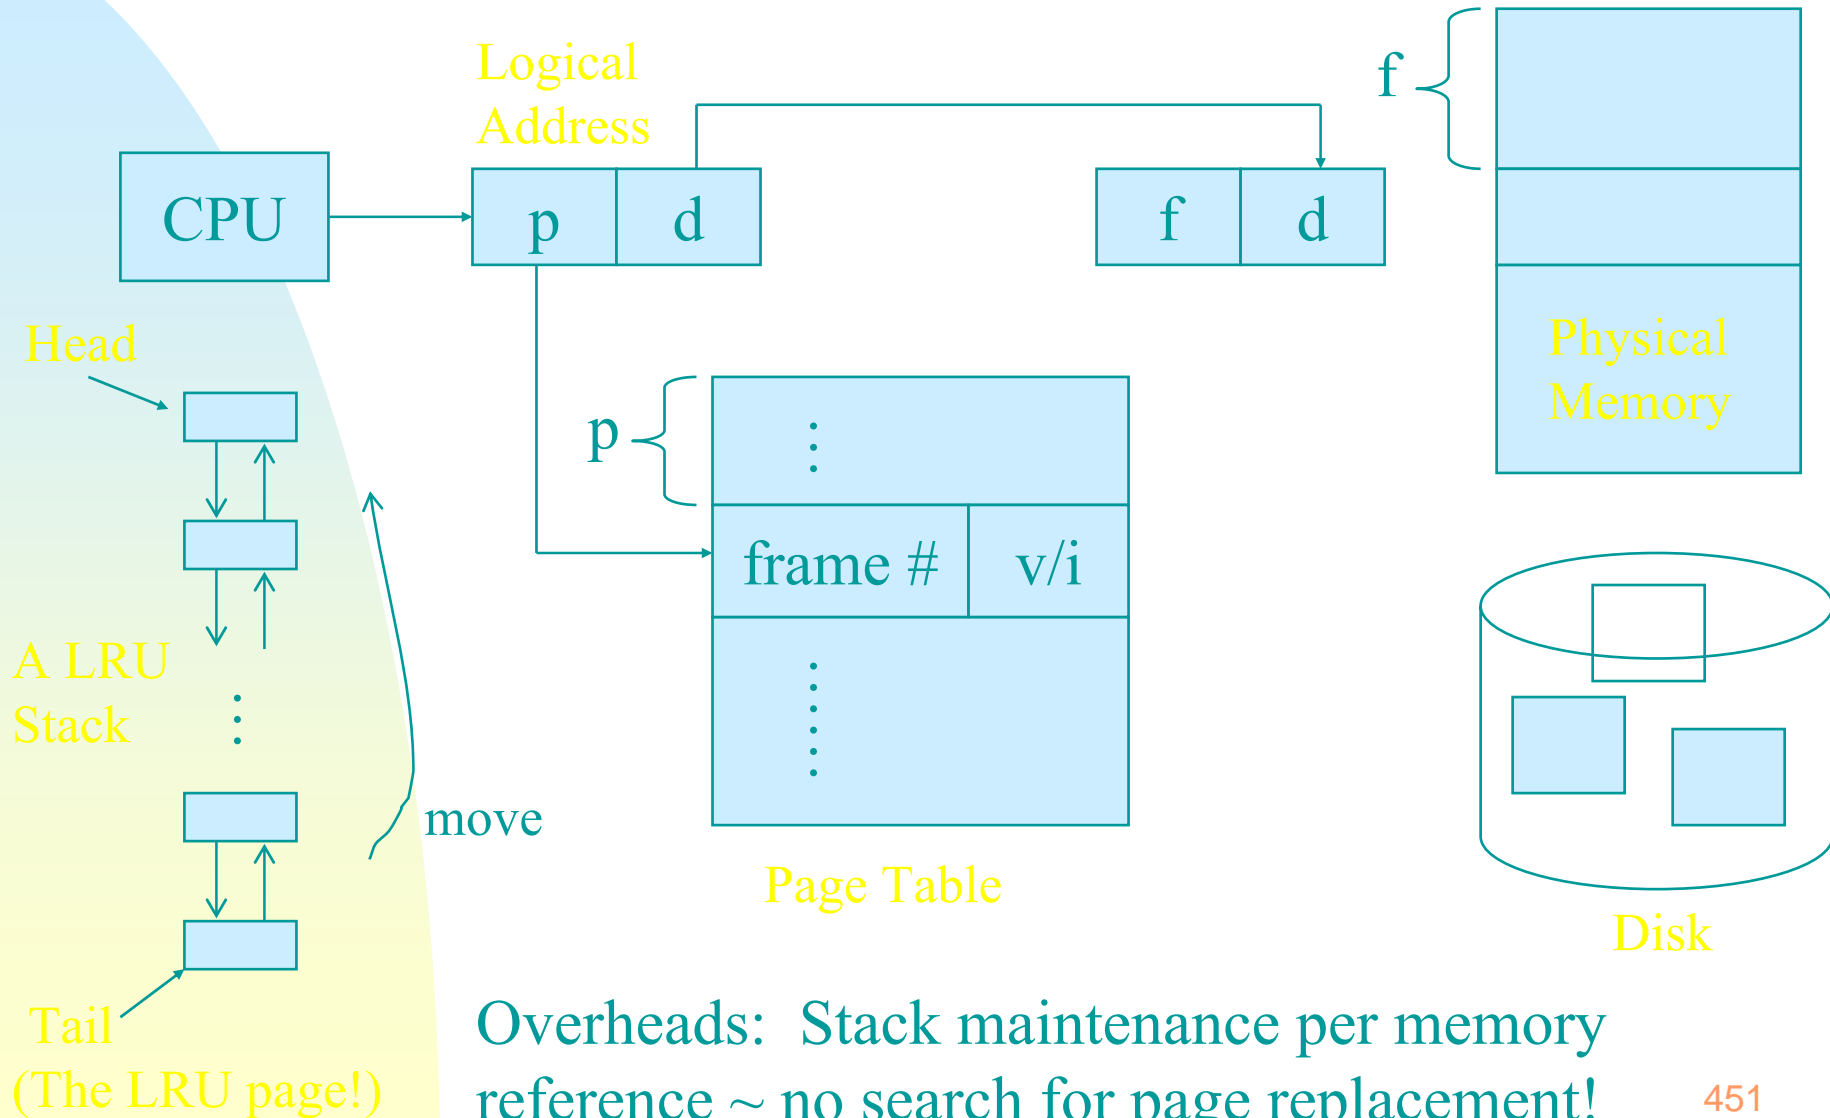 Logical
Address
f
CPU
p d
f d
Head
Physical
Memory
p
frame # v/i
A LRU
Stack
move
Page Table
Disk
Tail
(The LRU page!)
Overheads: Stack maintenance per memory
reference ~ no search for page replacement!
451